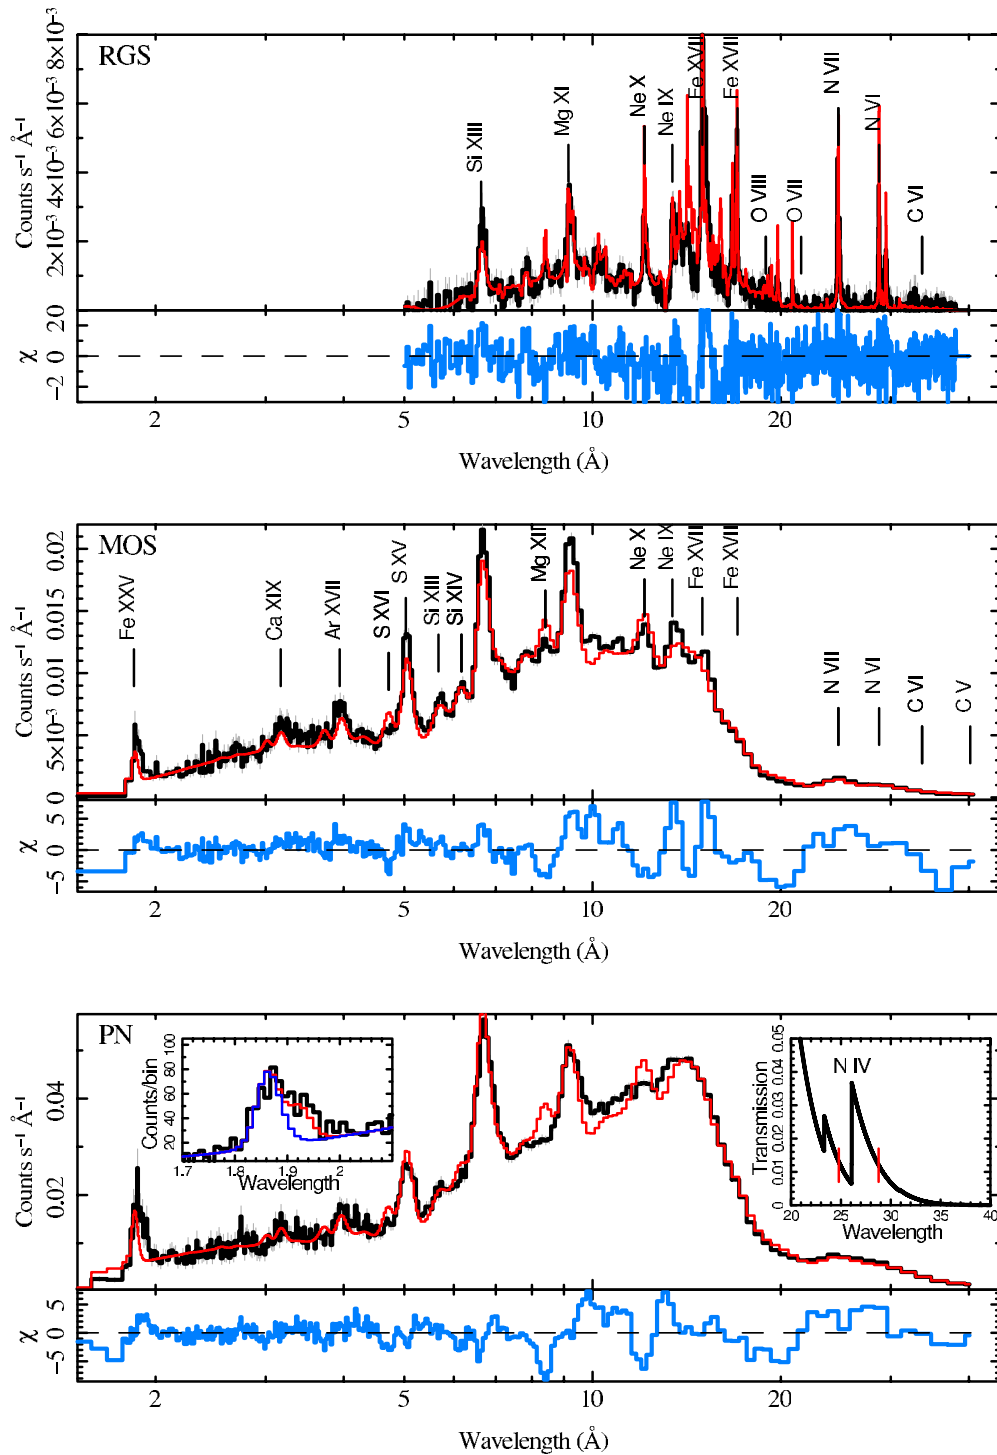 RGS
Counts s⁻¹ Å⁻¹
0 2×10⁻³ 4×10⁻³ 6×10⁻³ 8×10⁻³
Si XIII
Mg XI
Ne X
Ne IX
Fe XVII
Fe XVII
O VIII
O VII
N VII
N VI
C VI
χ
−2 0 2
2 5 10 20
Wavelength (Å)
MOS
Counts s⁻¹ Å⁻¹
0 5×10⁻³ 0.01 0.015 0.02
Fe XXV
Ca XIX
Ar XVII
S XVI
S XV
Si XIII
Si XIV
Mg XII
Ne X
Ne IX
Fe XVII
Fe XVII
N VII
N VI
C VI
C V
χ
−5 0 5
2 5 10 20
Wavelength (Å)
PN
Counts s⁻¹ Å⁻¹
0.02 0.04
Counts/bin
20 40 60 80 100
1.7 1.8 1.9 2
Wavelength
Transmission
0 0.01 0.02 0.03 0.04 0.05
N IV
20 25 30 35 40
Wavelength
χ
−5 0 5
2 5 10 20
Wavelength (Å)